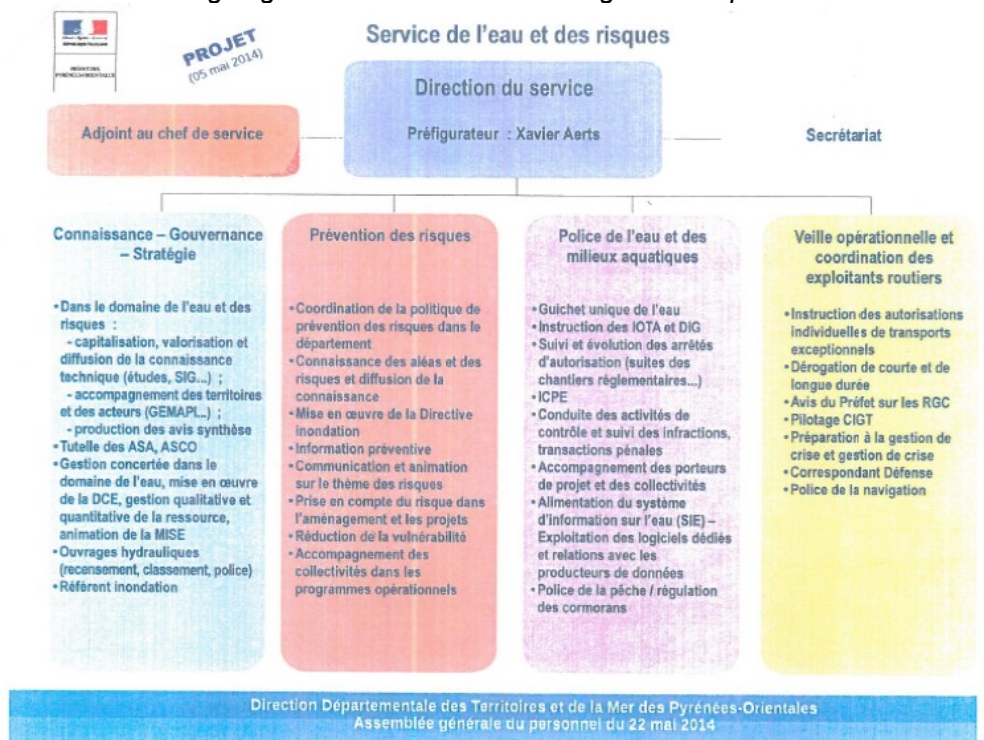 RÉPUBLIQUE FRANÇAISE
PRÉFECTURE
PYRÉNÉES-ORIENTALES
PROJET
(05 mai 2014)
Service de l'eau et des risques
Direction du service
Préfigurateur : Xavier Aerts
Adjoint au chef de service
Secrétariat
Connaissance – Gouvernance
– Stratégie
•Dans le domaine de l'eau et des
risques :
- capitalisation, valorisation et
diffusion de la connaissance
technique (études, SIG...) ;
- accompagnement des territoires
et des acteurs (GEMAPI...) ;
- production des avis synthèse
•Tutelle des ASA, ASCO
•Gestion concertée dans le
domaine de l'eau, mise en œuvre
de la DCE, gestion qualitative et
quantitative de la ressource,
animation de la MISE
•Ouvrages hydrauliques
(recensement, classement, police)
•Référent inondation
Prévention des risques
•Coordination de la politique de
prévention des risques dans le
département
•Connaissance des aléas et des
risques et diffusion de la
connaissance
•Mise en œuvre de la Directive
inondation
•Information préventive
•Communication et animation
sur le thème des risques
•Prise en compte du risque dans
l'aménagement et les projets
•Réduction de la vulnérabilité
•Accompagnement des
collectivités dans les
programmes opérationnels
Police de l'eau et des
milieux aquatiques
•Guichet unique de l'eau
•Instruction des IOTA et DIG
•Suivi et évolution des arrêtés
d'autorisation (suites des
chantiers réglementaires...)
•ICPE
•Conduite des activités de
contrôle et suivi des infractions,
transactions pénales
•Accompagnement des porteurs
de projet et des collectivités
•Alimentation du système
d'information sur l'eau (SIE) –
Exploitation des logiciels dédiés
et relations avec les
producteurs de données
•Police de la pêche / régulation
des cormorans
Veille opérationnelle et
coordination des
exploitants routiers
•Instruction des autorisations
individuelles de transports
exceptionnels
•Dérogation de courte et de
longue durée
•Avis du Préfet sur les RGC
•Pilotage CIGT
•Préparation à la gestion de
crise et gestion de crise
•Correspondant Défense
•Police de la navigation
Direction Départementale des Territoires et de la Mer des Pyrénées-Orientales
Assemblée générale du personnel du 22 mai 2014